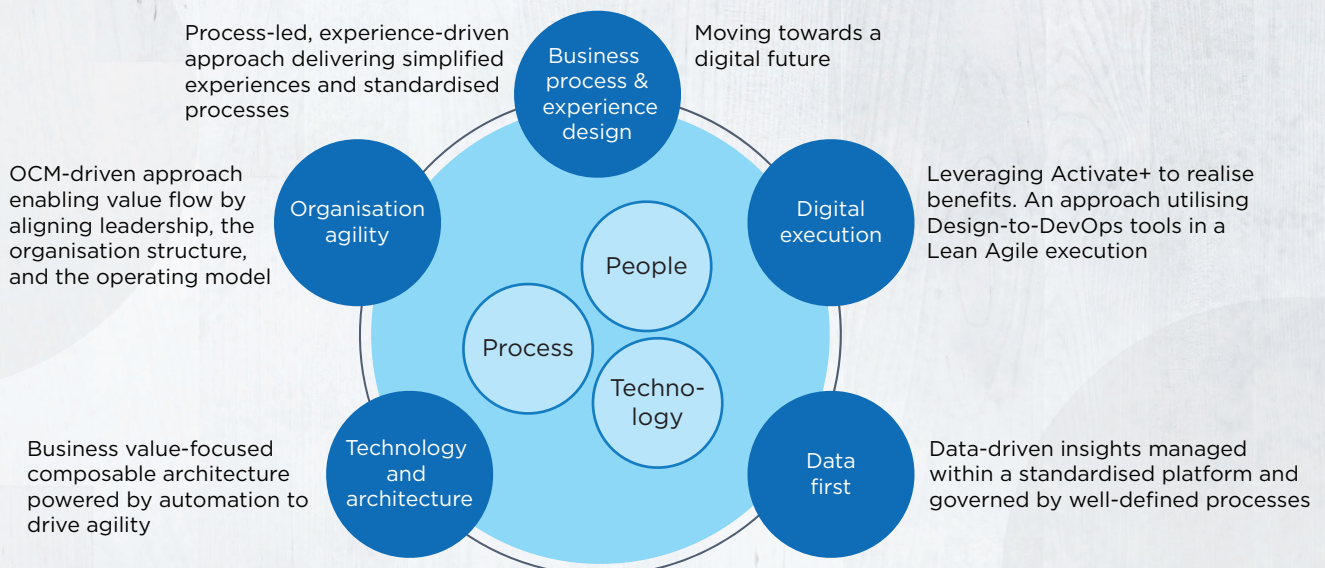 Process-led, experience-driven
approach delivering simplified
experiences and standardised
processes
Business
process &
experience
design
Moving towards a
digital future
OCM-driven approach
enabling value flow by
aligning leadership, the
organisation structure,
and the operating model
Organisation
agility
Digital
execution
Leveraging Activate+ to realise
benefits. An approach utilising
Design-to-DevOps tools in a
Lean Agile execution
People
Process
Techno-
logy
Business value-focused
composable architecture
powered by automation to
drive agility
Technology
and
architecture
Data
first
Data-driven insights managed
within a standardised platform and
governed by well-defined processes